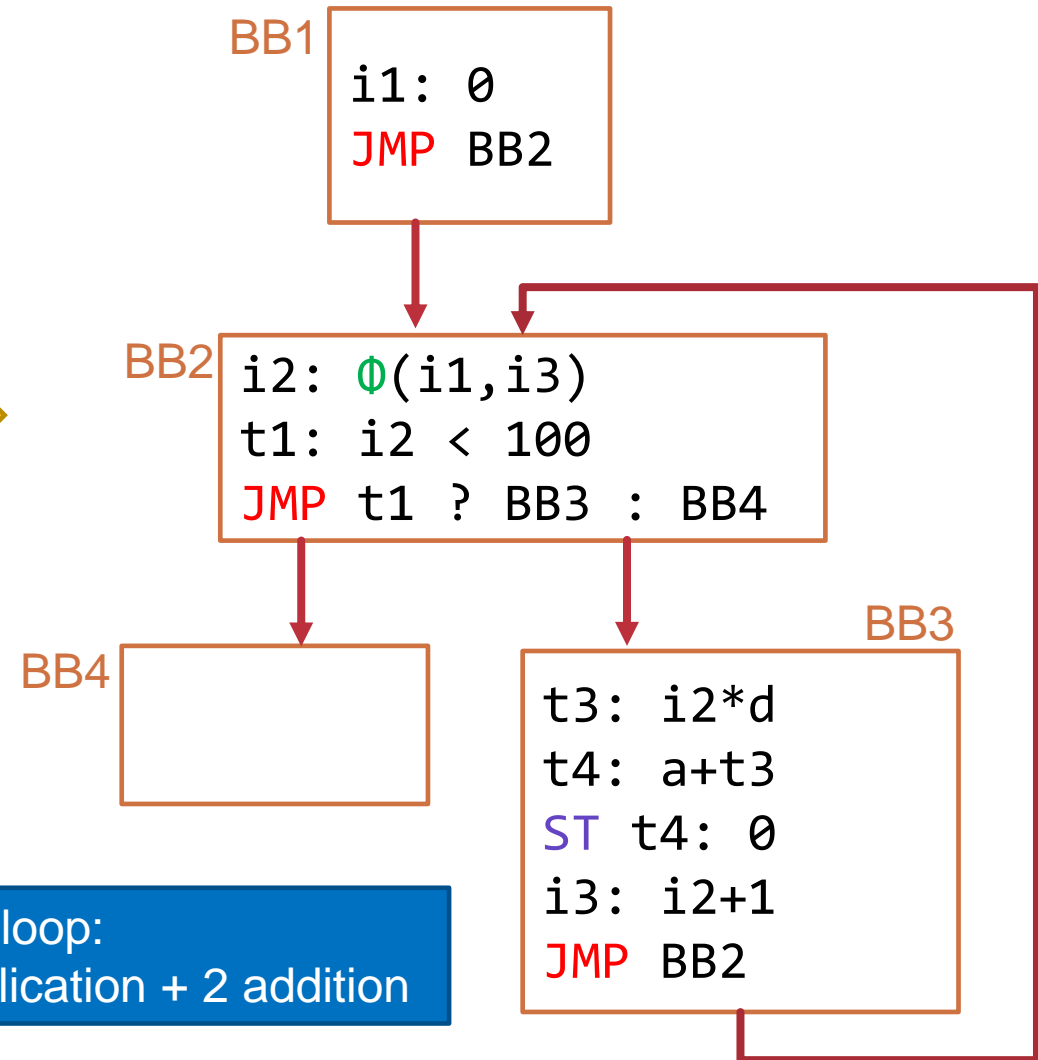 BB1
i1: 0
JMP BB2
BB2
i2: Φ(i1,i3)
t1: i2 < 100
JMP t1 ? BB3 : BB4
BB4
BB3
t3: i2*d
t4: a+t3
ST t4: 0
i3: i2+1
JMP BB2
loop:
lication + 2 addition